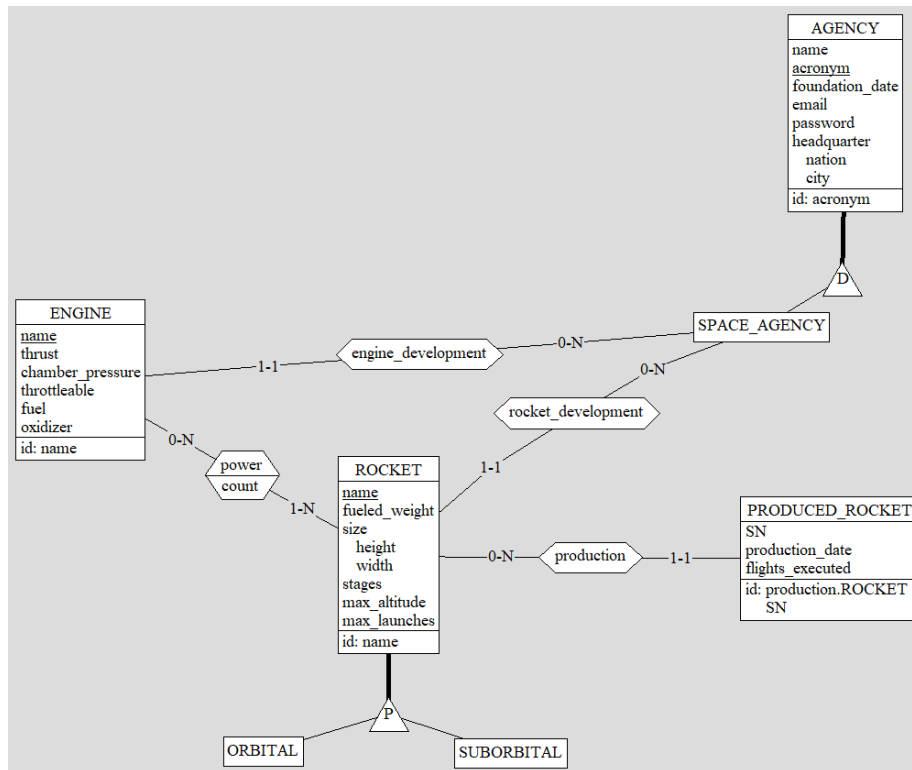 AGENCY
name
acronym
foundation_date
email
password
headquarter
nation
city
id: acronym
D
SPACE_AGENCY
ENGINE
name
thrust
chamber_pressure
throttleable
fuel
oxidizer
id: name
1-1
engine_development
0-N
0-N
rocket_development
1-1
0-N
power
count
1-N
ROCKET
name
fueled_weight
size
height
width
stages
max_altitude
max_launches
id: name
0-N
production
1-1
PRODUCED_ROCKET
SN
production_date
flights_executed
id: production.ROCKET
SN
P
ORBITAL
SUBORBITAL